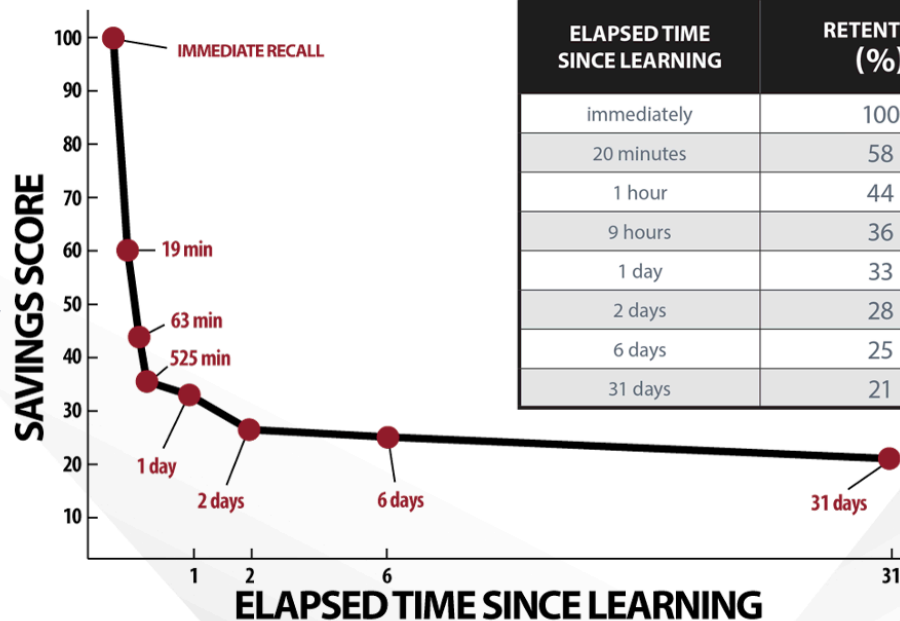 100
90
80
70
60
50
40
30
20
10
SAVINGS SCORE
IMMEDIATE RECALL
19 min
63 min
525 min
1 day
2 days
6 days
31 days
1 2 6 31
ELAPSED TIME SINCE LEARNING
ELAPSED TIME
SINCE LEARNING
RETENT
(%)
immediately 100
20 minutes 58
1 hour 44
9 hours 36
1 day 33
2 days 28
6 days 25
31 days 21